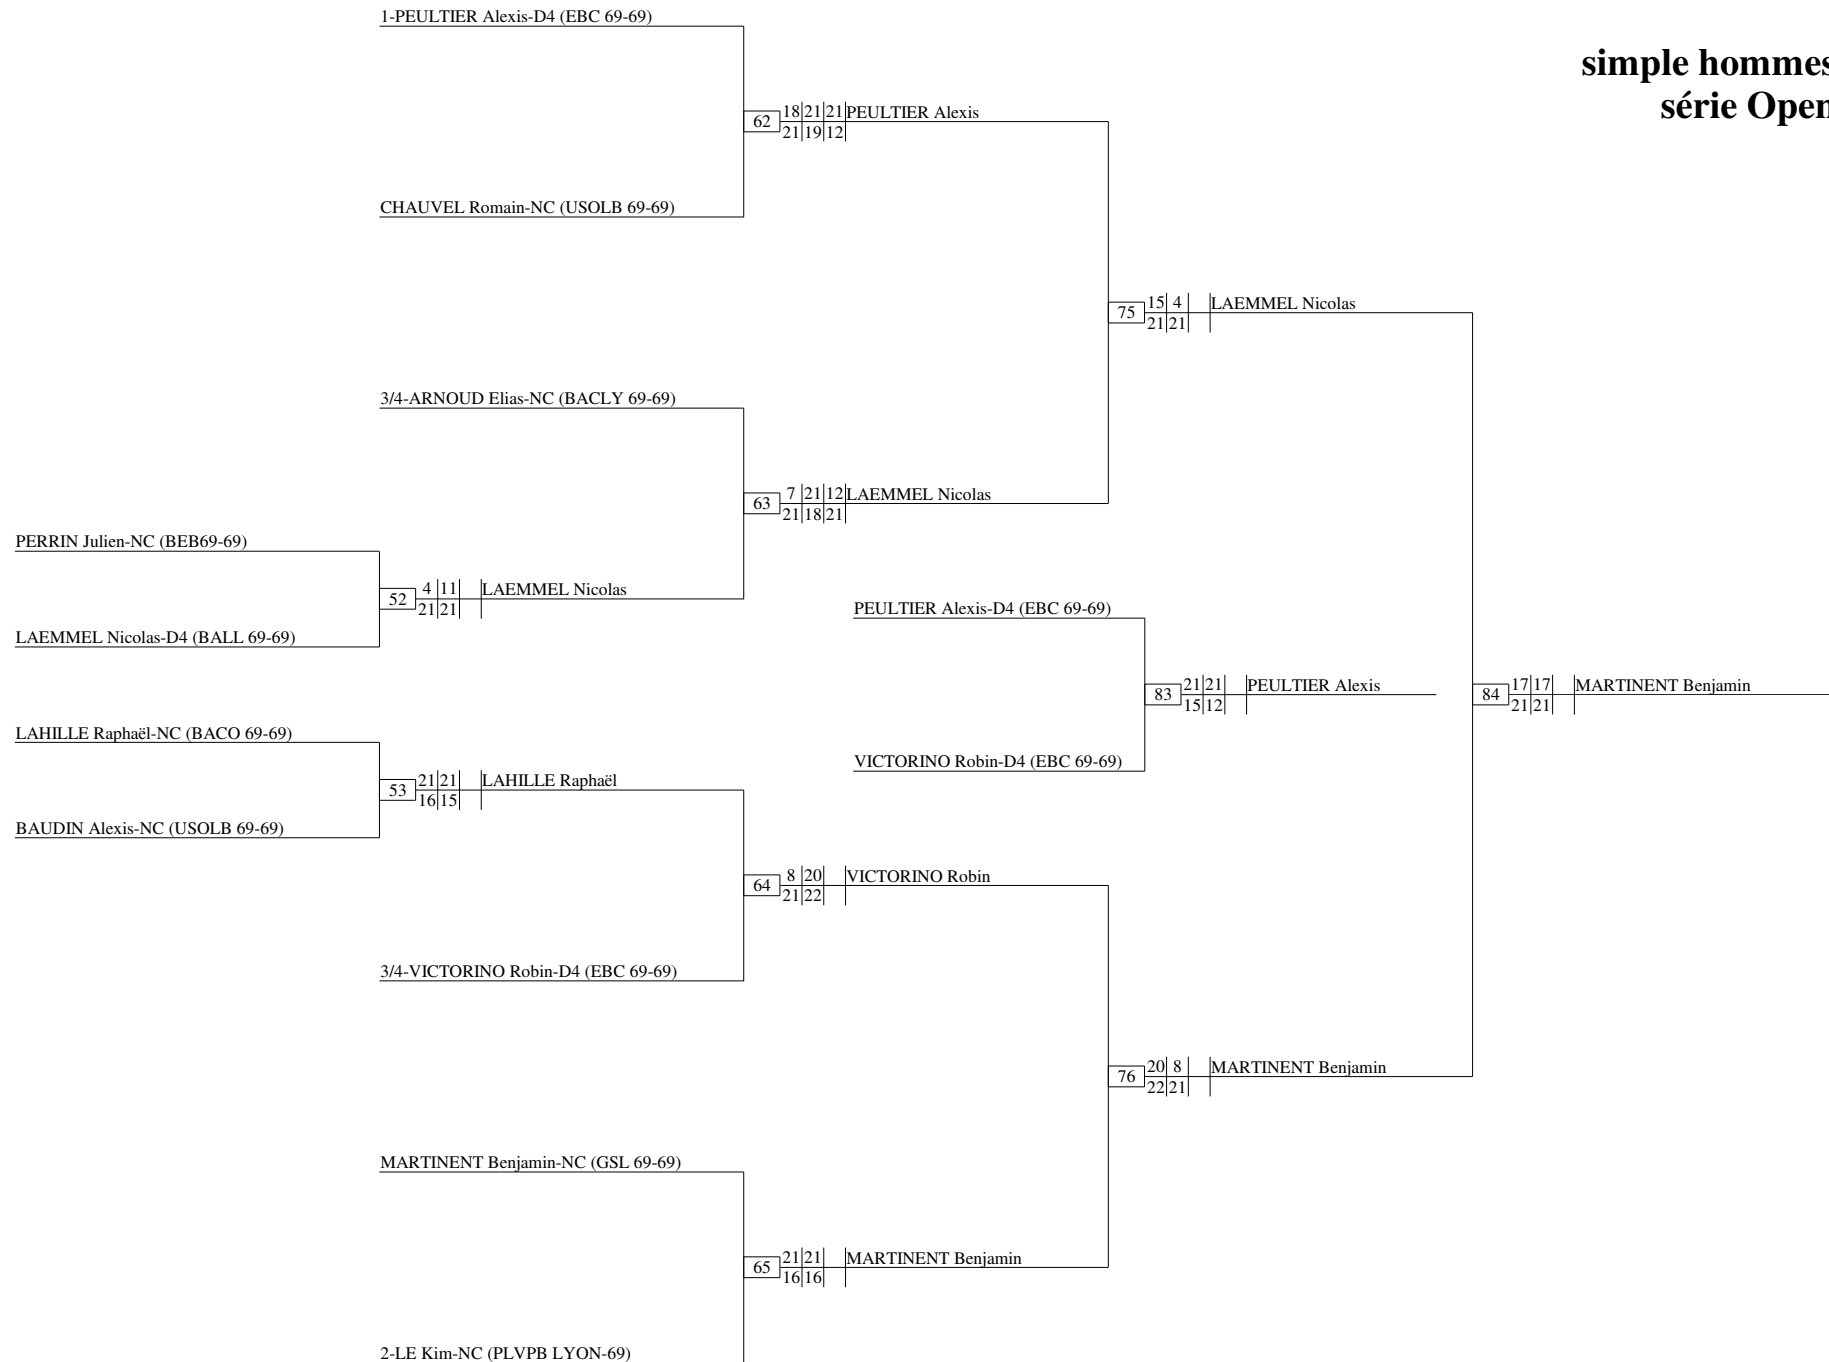 1-PEULTIER Alexis-D4 (EBC 69-69)
simple hommes
série Open
62
18 21 21
21 19 12
PEULTIER Alexis
CHAUVEL Romain-NC (USOLB 69-69)
75
15 4
21 21
LAEMMEL Nicolas
3/4-ARNOUD Elias-NC (BACLY 69-69)
63
7 21 12
21 18 21
LAEMMEL Nicolas
PERRIN Julien-NC (BEB69-69)
52
4 11
21 21
LAEMMEL Nicolas
LAEMMEL Nicolas-D4 (BALL 69-69)
PEULTIER Alexis-D4 (EBC 69-69)
83
21 21
15 12
PEULTIER Alexis
84
17 17
21 21
MARTINENT Benjamin
LAHILLE Raphaël-NC (BACO 69-69)
VICTORINO Robin-D4 (EBC 69-69)
53
21 21
16 15
LAHILLE Raphaël
BAUDIN Alexis-NC (USOLB 69-69)
64
8 20
21 22
VICTORINO Robin
3/4-VICTORINO Robin-D4 (EBC 69-69)
76
20 8
22 21
MARTINENT Benjamin
MARTINENT Benjamin-NC (GSL 69-69)
65
21 21
16 16
MARTINENT Benjamin
2-LE Kim-NC (PLVPB LYON-69)